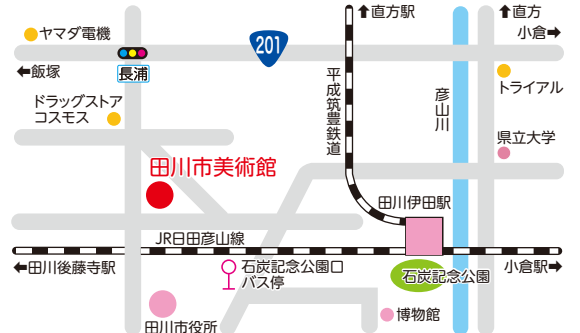 ↑直方駅
↑直方
小倉→
ヤマダ電機
201
←飯塚
長浦
トライアル
ドラッグストア
コスモス
平成筑豊鉄道
彦山川
県立大学
田川市美術館
田川伊田駅
JR日田彦山線
←田川後藤寺駅
石炭記念公園口
バス停
石炭記念公園
小倉駅→
博物館
田川市役所